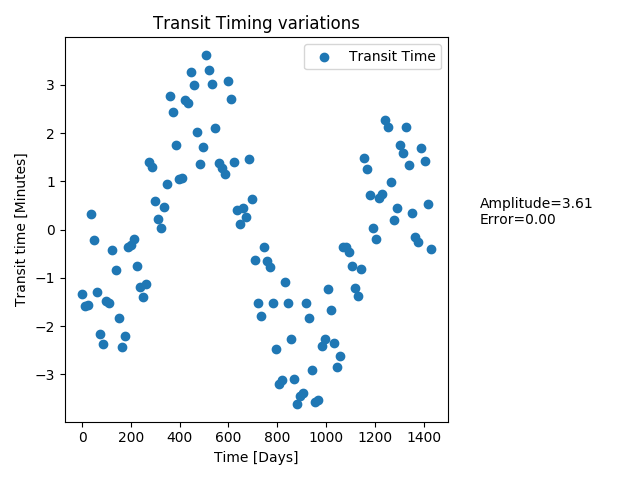 Transit Timing variations
Transit Time
Transit time [Minutes]
3
2
1
0
−1
−2
−3
0 200 400 600 800 1000 1200 1400
Time [Days]
Amplitude=3.61
Error=0.00